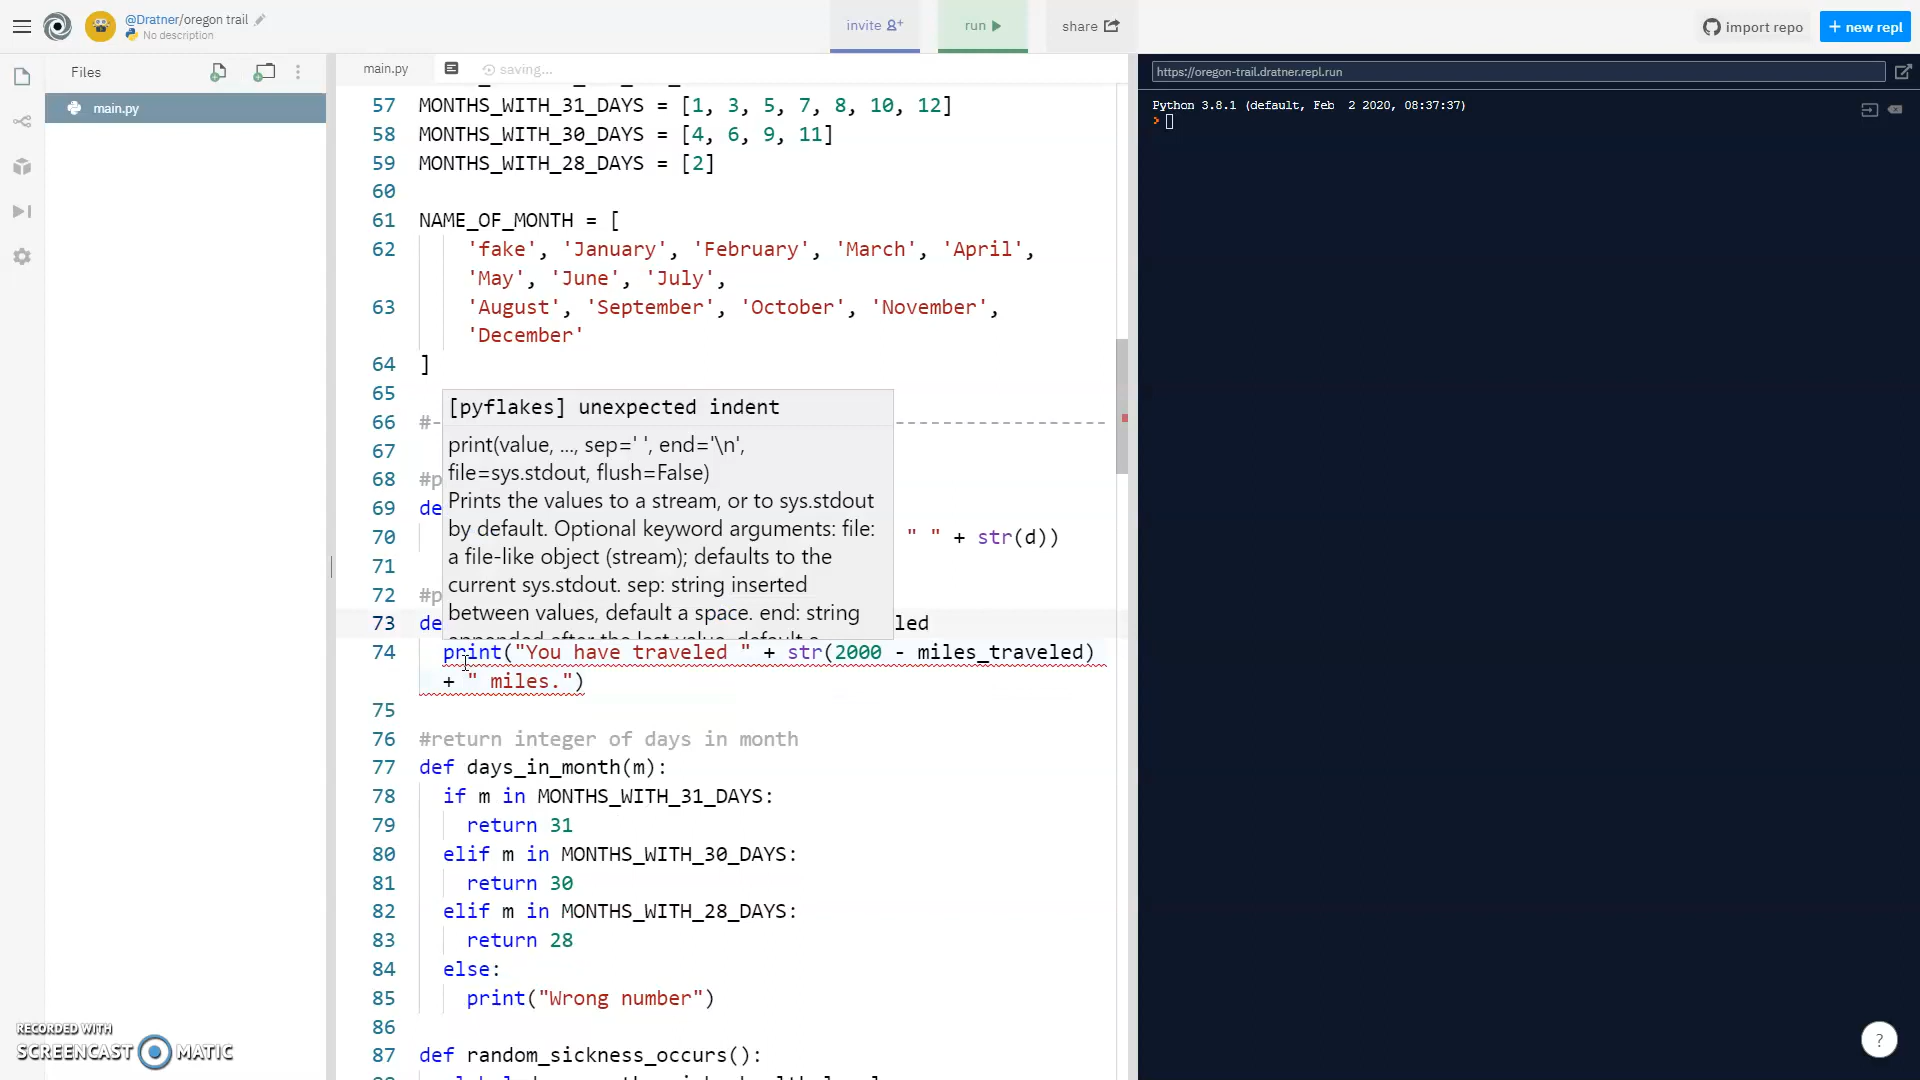 @Dratner/oregon trail
No description
invite
run
share
import repo
+ new repl
Files
main.py
main.py
saving...
https://oregon-trail.dratner.repl.run
Python 3.8.1 (default, Feb  2 2020, 08:37:37)
>
57 MONTHS_WITH_31_DAYS = [1, 3, 5, 7, 8, 10, 12]
58 MONTHS_WITH_30_DAYS = [4, 6, 9, 11]
59 MONTHS_WITH_28_DAYS = [2]
60
61 NAME_OF_MONTH = [
62 'fake', 'January', 'February', 'March', 'April',
'May', 'June', 'July',
63 'August', 'September', 'October', 'November',
'December'
64 ]
65
66 #- ----------------------------------
67
68 #p
69 de
70 " " + str(d))
71
72 #p
73 de led
[pyflakes] unexpected indent
print(value, ..., sep=' ', end='\n',
file=sys.stdout, flush=False)
Prints the values to a stream, or to sys.stdout
by default. Optional keyword arguments: file:
a file-like object (stream); defaults to the
current sys.stdout. sep: string inserted
between values, default a space. end: string
appended after the last value, default a
74 print("You have traveled " + str(2000 - miles_traveled)
+ " miles.")
75
76 #return integer of days in month
77 def days_in_month(m):
78 if m in MONTHS_WITH_31_DAYS:
79 return 31
80 elif m in MONTHS_WITH_30_DAYS:
81 return 30
82 elif m in MONTHS_WITH_28_DAYS:
83 return 28
84 else:
85 print("Wrong number")
86
87 def random_sickness_occurs():
RECORDED WITH
SCREENCAST MATIC
?